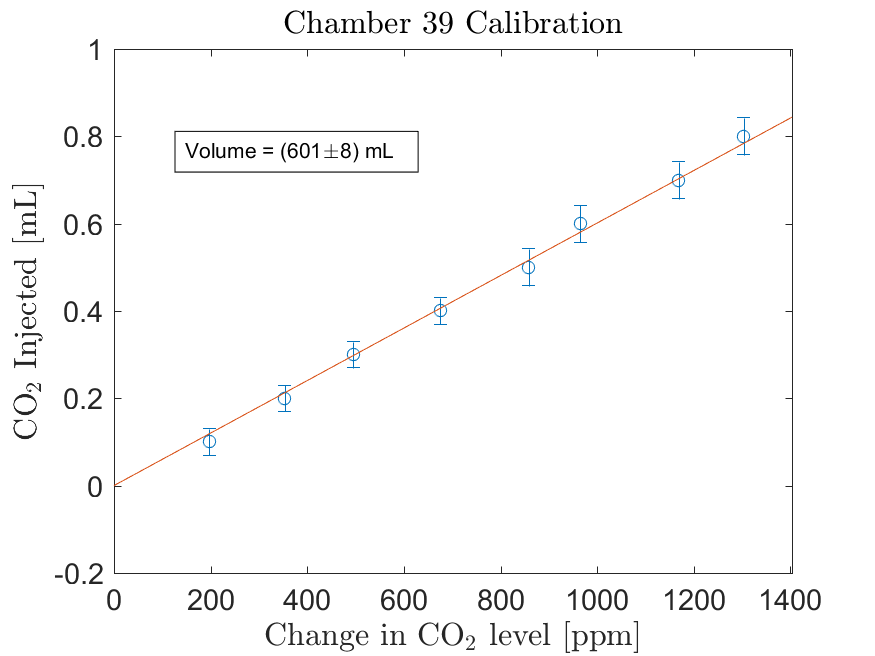 Chamber 39 Calibration
1
0.8
0.6
0.4
0.2
0
-0.2
CO₂ Injected [mL]
Volume = (601±8) mL
0 200 400 600 800 1000 1200 1400
Change in CO₂ level [ppm]